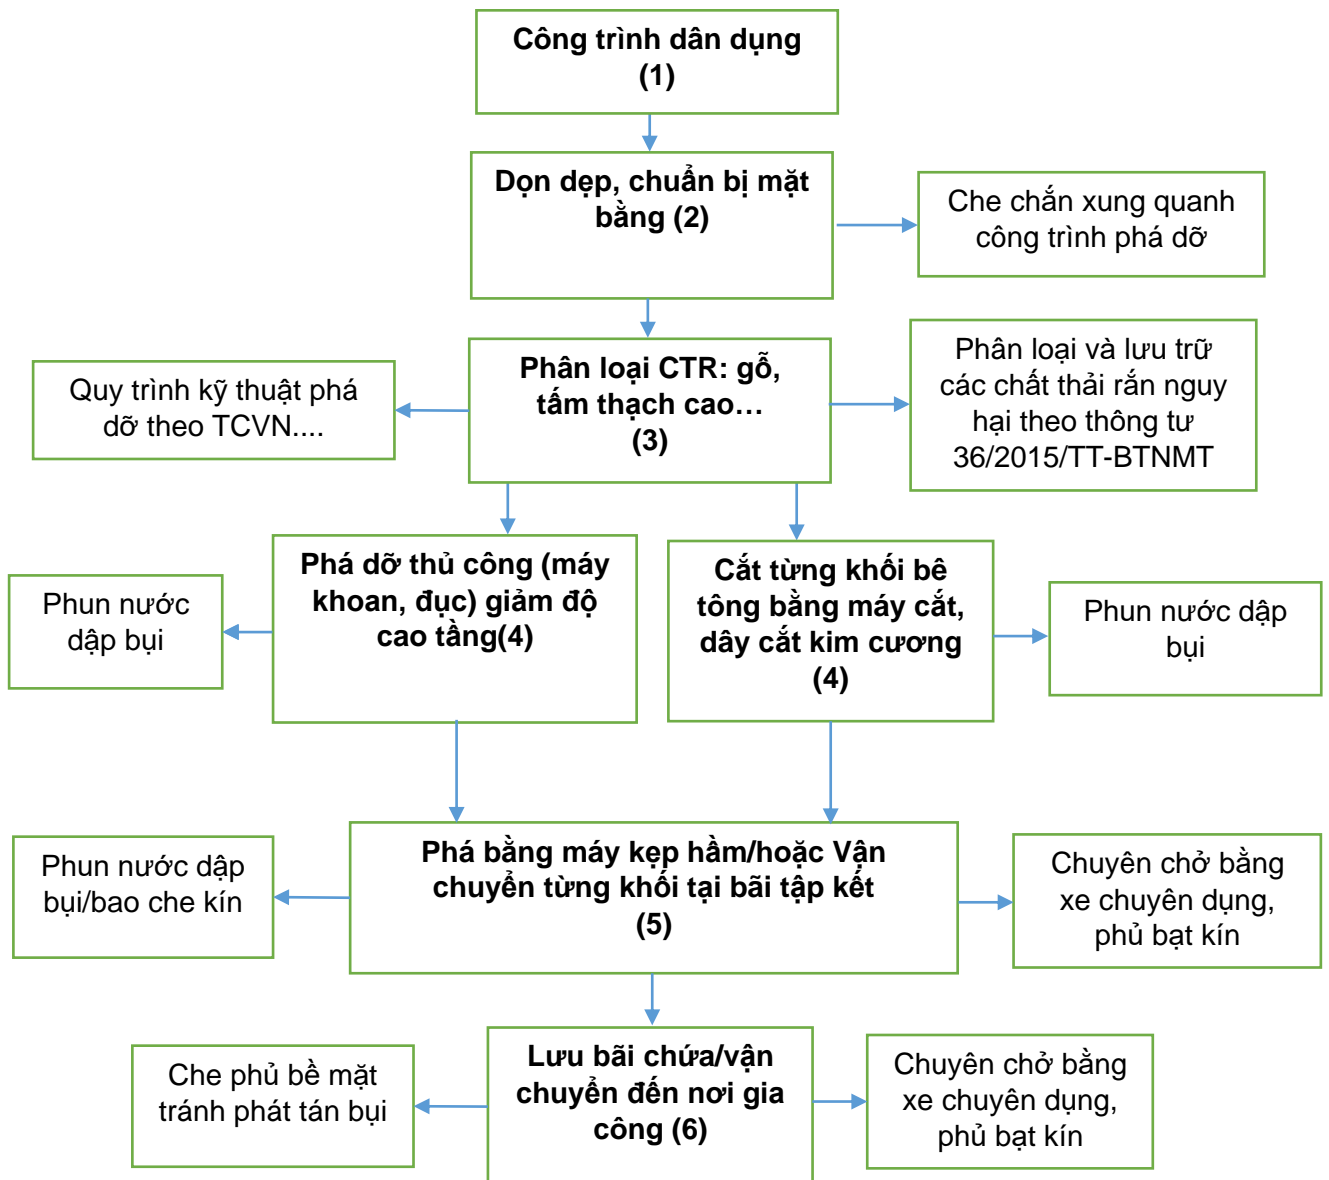 Công trình dân dụng
(1)
Dọn dẹp, chuẩn bị mặt
bằng (2)
Che chắn xung quanh
công trình phá dỡ
Quy trình kỹ thuật phá
dỡ theo TCVN....
Phân loại CTR: gỗ,
tấm thạch cao…
(3)
Phân loại và lưu trữ
các chất thải rắn nguy
hại theo thông tư
36/2015/TT-BTNMT
Phun nước
dập bụi
Phá dỡ thủ công (máy
khoan, đục) giảm độ
cao tầng(4)
Cắt từng khối bê
tông bằng máy cắt,
dây cắt kim cương
(4)
Phun nước dập
bụi
Phun nước dập
bụi/bao che kín
Phá bằng máy kẹp hầm/hoặc Vận
chuyển từng khối tại bãi tập kết
(5)
Chuyên chở bằng
xe chuyên dụng,
phủ bạt kín
Che phủ bề mặt
tránh phát tán bụi
Lưu bãi chứa/vận
chuyển đến nơi gia
công (6)
Chuyên chở bằng
xe chuyên dụng,
phủ bạt kín